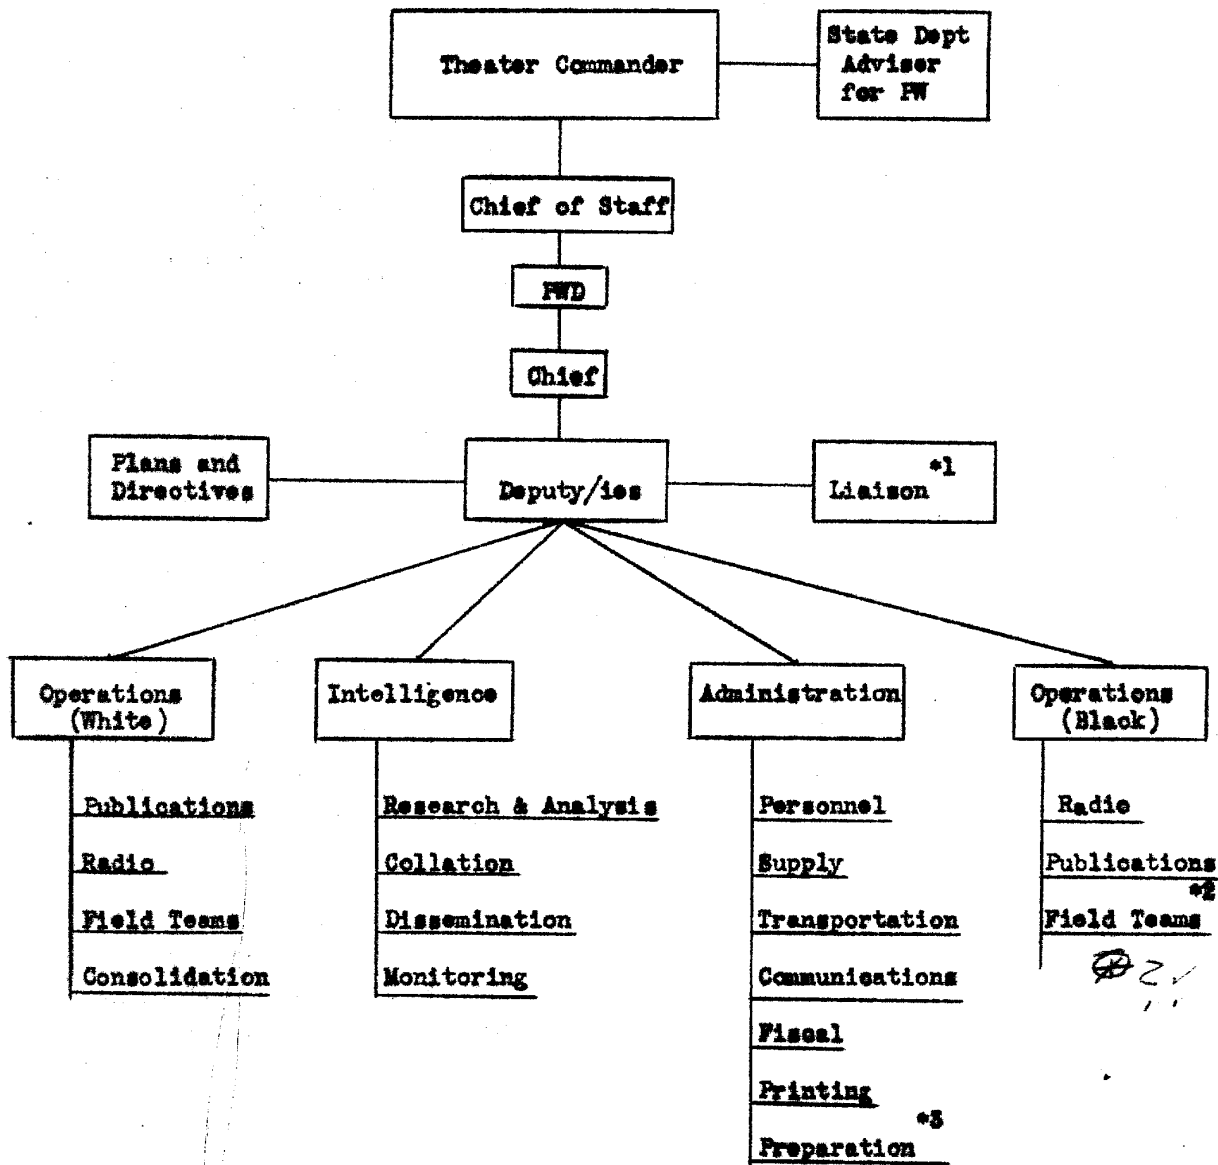 Theater Commander
State Dept
Adviser
for PW
Chief of Staff
PWD
Chief
Plans and
Directives
Deputy/ies
*1
Liaison
Operations
(White)
Publications
Radio
Field Teams
Consolidation
Intelligence
Research & Analysis
Collation
Dissemination
Monitoring
Administration
Personnel
Supply
Transportation
Communications
Fiscal
Printing
*3
Preparation
Operations
(Black)
Radio
Publications
*2
Field Teams